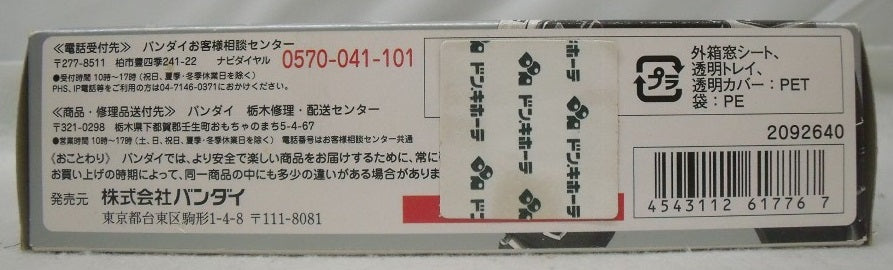 ≪電話受付先≫ バンダイお客様相談センター
〒277-8511 柏市豊四季241-22 ナビダイヤル 0570-041-101
●受付時間 10時～17時(祝日、夏季・冬季休業日を除く)
PHS、IP電話等をご利用の方は04-7146-0371におかけください。
≪商品・修理品送付先≫ バンダイ 栃木修理・配送センター
〒321-0298 栃木県下都賀郡壬生町おもちゃのまち5-4-67
●営業時間 10時～17時(土、日、祝日、夏季・冬季休業日を除く) 電話番号はお客様相談センター共通
≪おことわり≫ バンダイでは、より安全で楽しい商品をお届けするために、常に
お買い上げの時期によって、同一商品の中にも多少の違いがある場合がありま
発売元 株式会社バンダイ
東京都台東区駒形1-4-8 〒111-8081
ドン.キホーテ
ドン.キホーテ
ドン.キホーテ
プラ
外箱窓シート、
透明トレイ、
透明カバー:PET
袋:PE
2092640
4543112 61776 7